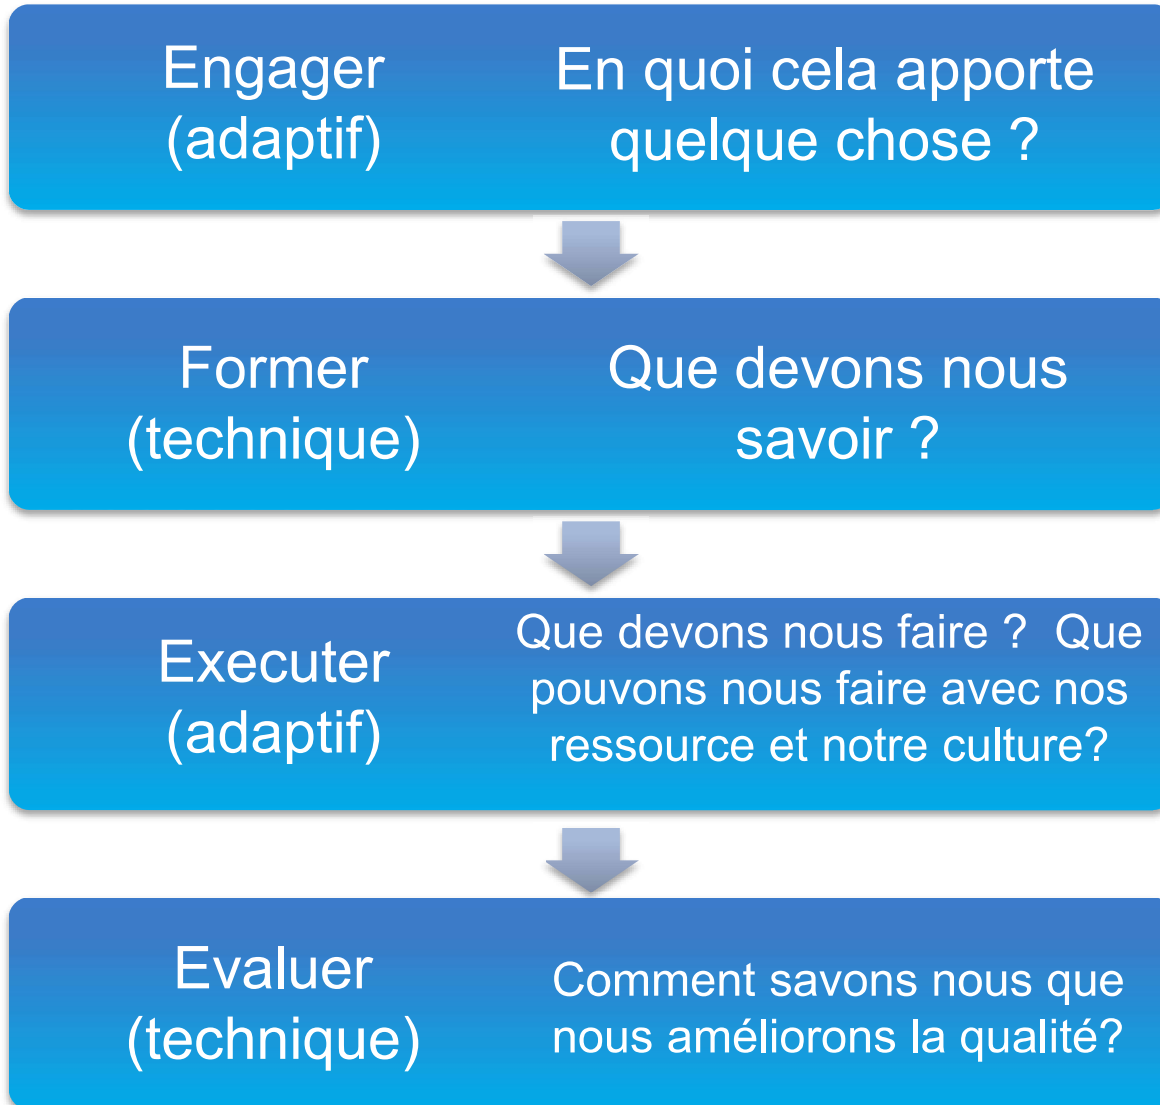 Engager
(adaptif)
En quoi cela apporte
quelque chose ?
Former
(technique)
Que devons nous
savoir ?
Executer
(adaptif)
Que devons nous faire ?  Que
pouvons nous faire avec nos
ressource et notre culture?
Evaluer
(technique)
Comment savons nous que
nous améliorons la qualité?